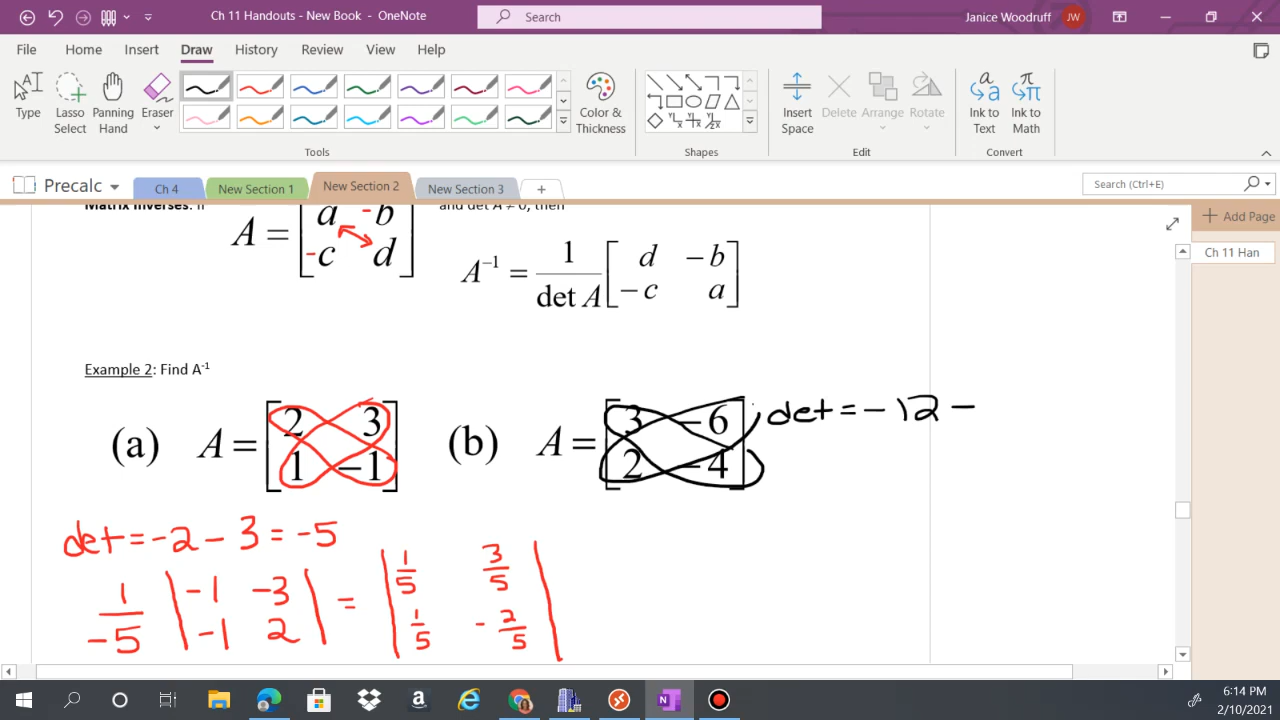 Ch 11 Handouts - New Book - OneNote
Search
Janice Woodruff
JW
File Home Insert Draw History Review View Help
Type
Lasso Select
Panning Hand
Eraser
Color & Thickness
Insert Space
Delete
Arrange
Rotate
Ink to Text
Ink to Math
Tools Shapes Edit Convert
Precalc
Ch 4
New Section 1
New Section 2
New Section 3
+
Search (Ctrl+E)
+ Add Page
Ch 11 Han
Matrix Inverses: If
A = [ a -b
-c d ]
and det A ≠ 0, then
A⁻¹ = 1/det A [ d −b
−c a ]
Example 2: Find A⁻¹
(a) A = [ 2 3
1 −1 ]
(b) A = [ 3 −6
2 −4 ]
det = -12 -
det = -2 - 3 = -5
1/-5 | -1 -3
-1 2 | = | 1/5 3/5
1/5 -2/5 |
6:14 PM
2/10/2021